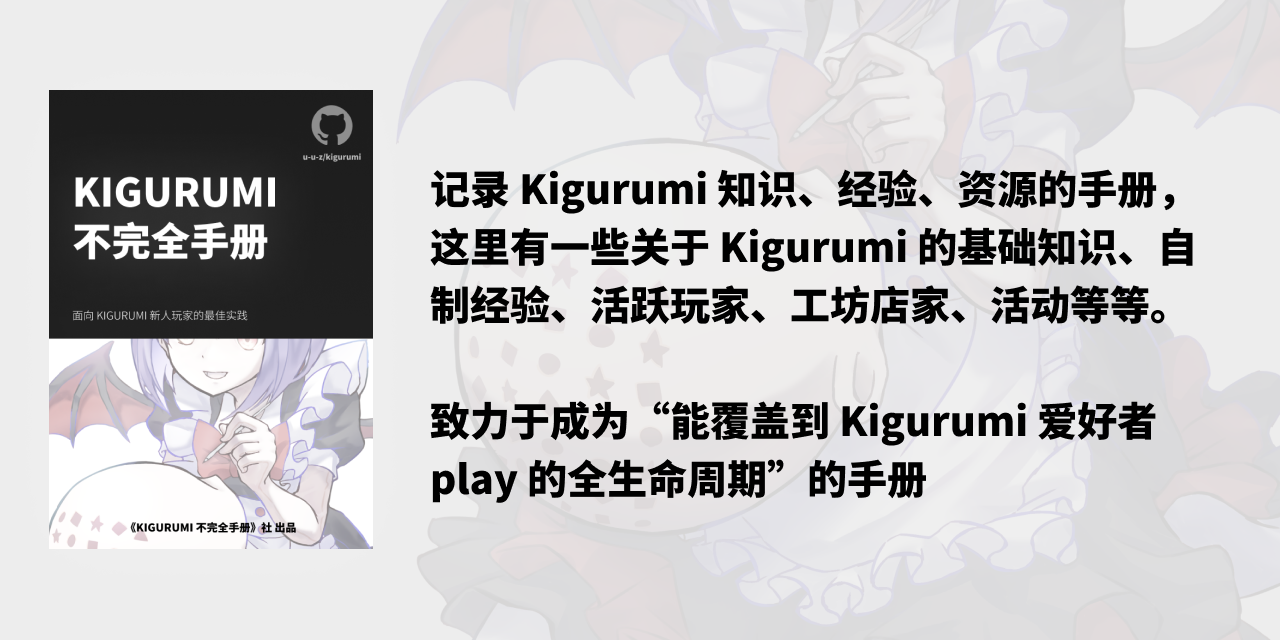 u-u-z/kigurumi
KIGURUMI
不完全手册
面向 KIGURUMI 新人玩家的最佳实践
《KIGURUMI 不完全手册》社 出品
记录 Kigurumi 知识、经验、资源的手册，
这里有一些关于 Kigurumi 的基础知识、自
制经验、活跃玩家、工坊店家、活动等等。
致力于成为“能覆盖到 Kigurumi 爱好者
play 的全生命周期”的手册